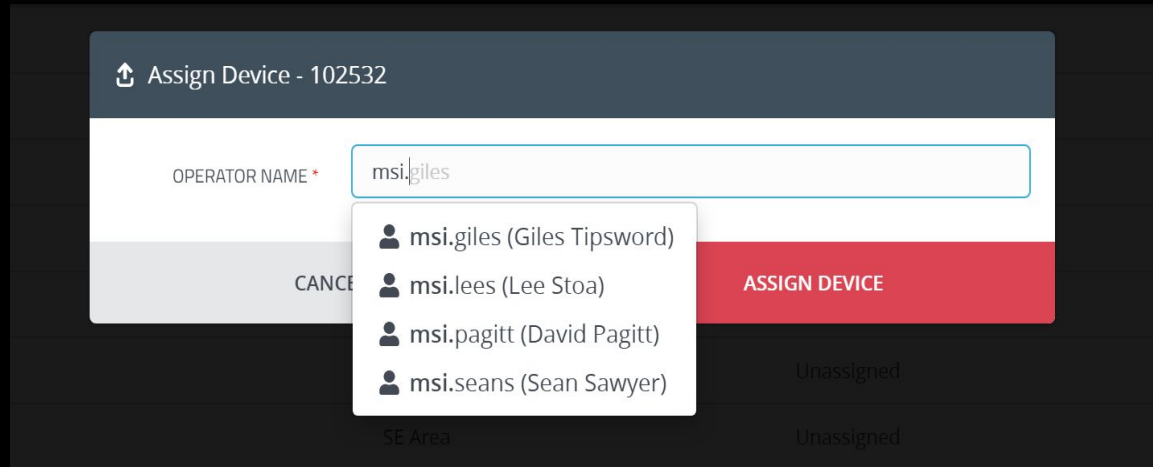 Assign Device - 102532
OPERATOR NAME *
msi.giles
msi.giles (Giles Tipsword)
msi.lees (Lee Stoa)
msi.pagitt (David Pagitt)
msi.seans (Sean Sawyer)
CANCE
ASSIGN DEVICE
Unassigned
SE Area
Unassigned